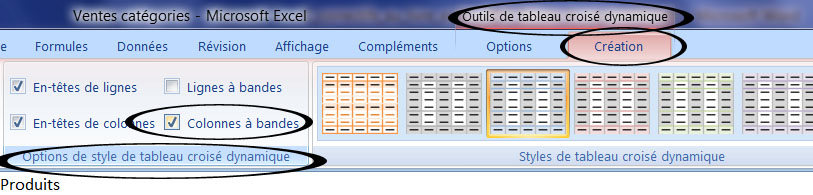 Ventes catégories - Microsoft Excel Outils de tableau croisé dynamique
e Formules Données Révision Affichage Compléments Options Création
En-têtes de lignes Lignes à bandes
En-têtes de colonnes Colonnes à bandes
Options de style de tableau croisé dynamique Styles de tableau croisé dynamique
Produits